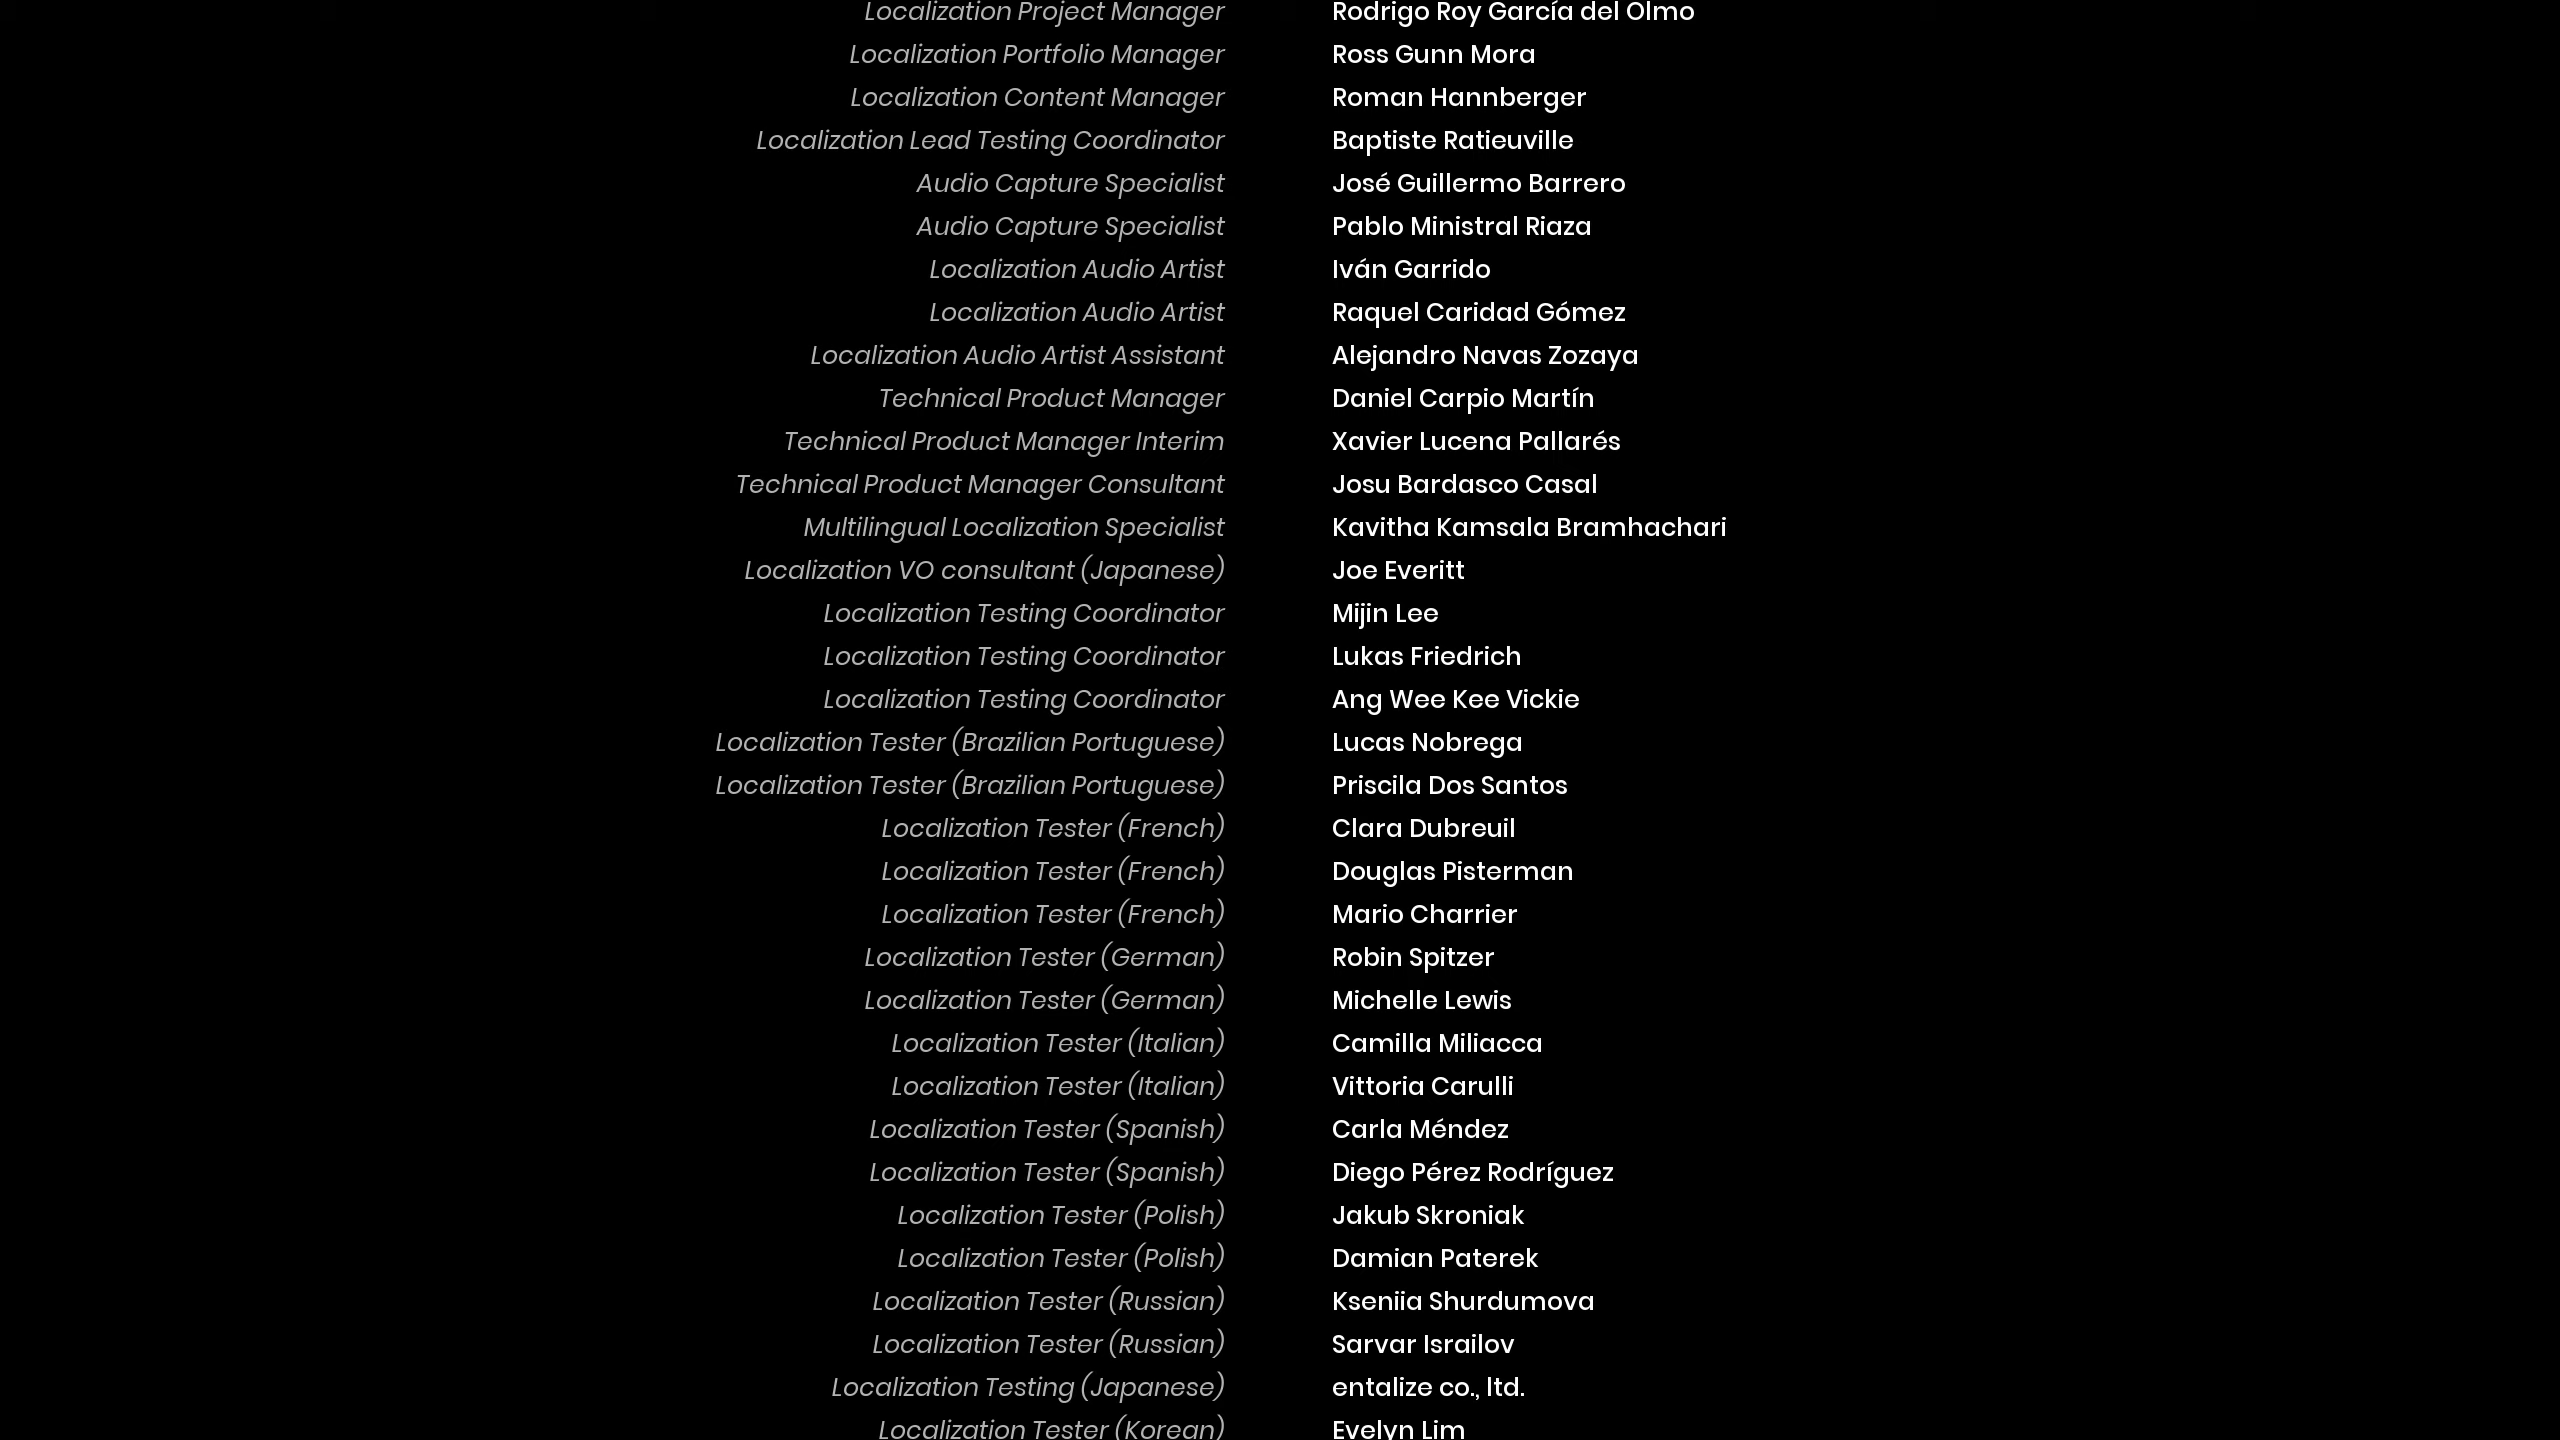 Localization Project Manager Rodrigo Roy García del Olmo
Localization Portfolio Manager Ross Gunn Mora
Localization Content Manager Roman Hannberger
Localization Lead Testing Coordinator Baptiste Ratieuville
Audio Capture Specialist José Guillermo Barrero
Audio Capture Specialist Pablo Ministral Riaza
Localization Audio Artist Iván Garrido
Localization Audio Artist Raquel Caridad Gómez
Localization Audio Artist Assistant Alejandro Navas Zozaya
Technical Product Manager Daniel Carpio Martín
Technical Product Manager Interim Xavier Lucena Pallarés
Technical Product Manager Consultant Josu Bardasco Casal
Multilingual Localization Specialist Kavitha Kamsala Bramhachari
Localization VO consultant (Japanese) Joe Everitt
Localization Testing Coordinator Mijin Lee
Localization Testing Coordinator Lukas Friedrich
Localization Testing Coordinator Ang Wee Kee Vickie
Localization Tester (Brazilian Portuguese) Lucas Nobrega
Localization Tester (Brazilian Portuguese) Priscila Dos Santos
Localization Tester (French) Clara Dubreuil
Localization Tester (French) Douglas Pisterman
Localization Tester (French) Mario Charrier
Localization Tester (German) Robin Spitzer
Localization Tester (German) Michelle Lewis
Localization Tester (Italian) Camilla Miliacca
Localization Tester (Italian) Vittoria Carulli
Localization Tester (Spanish) Carla Méndez
Localization Tester (Spanish) Diego Pérez Rodríguez
Localization Tester (Polish) Jakub Skroniak
Localization Tester (Polish) Damian Paterek
Localization Tester (Russian) Kseniia Shurdumova
Localization Tester (Russian) Sarvar Israilov
Localization Testing (Japanese) entalize co., ltd.
Localization Tester (Korean) Evelyn Lim